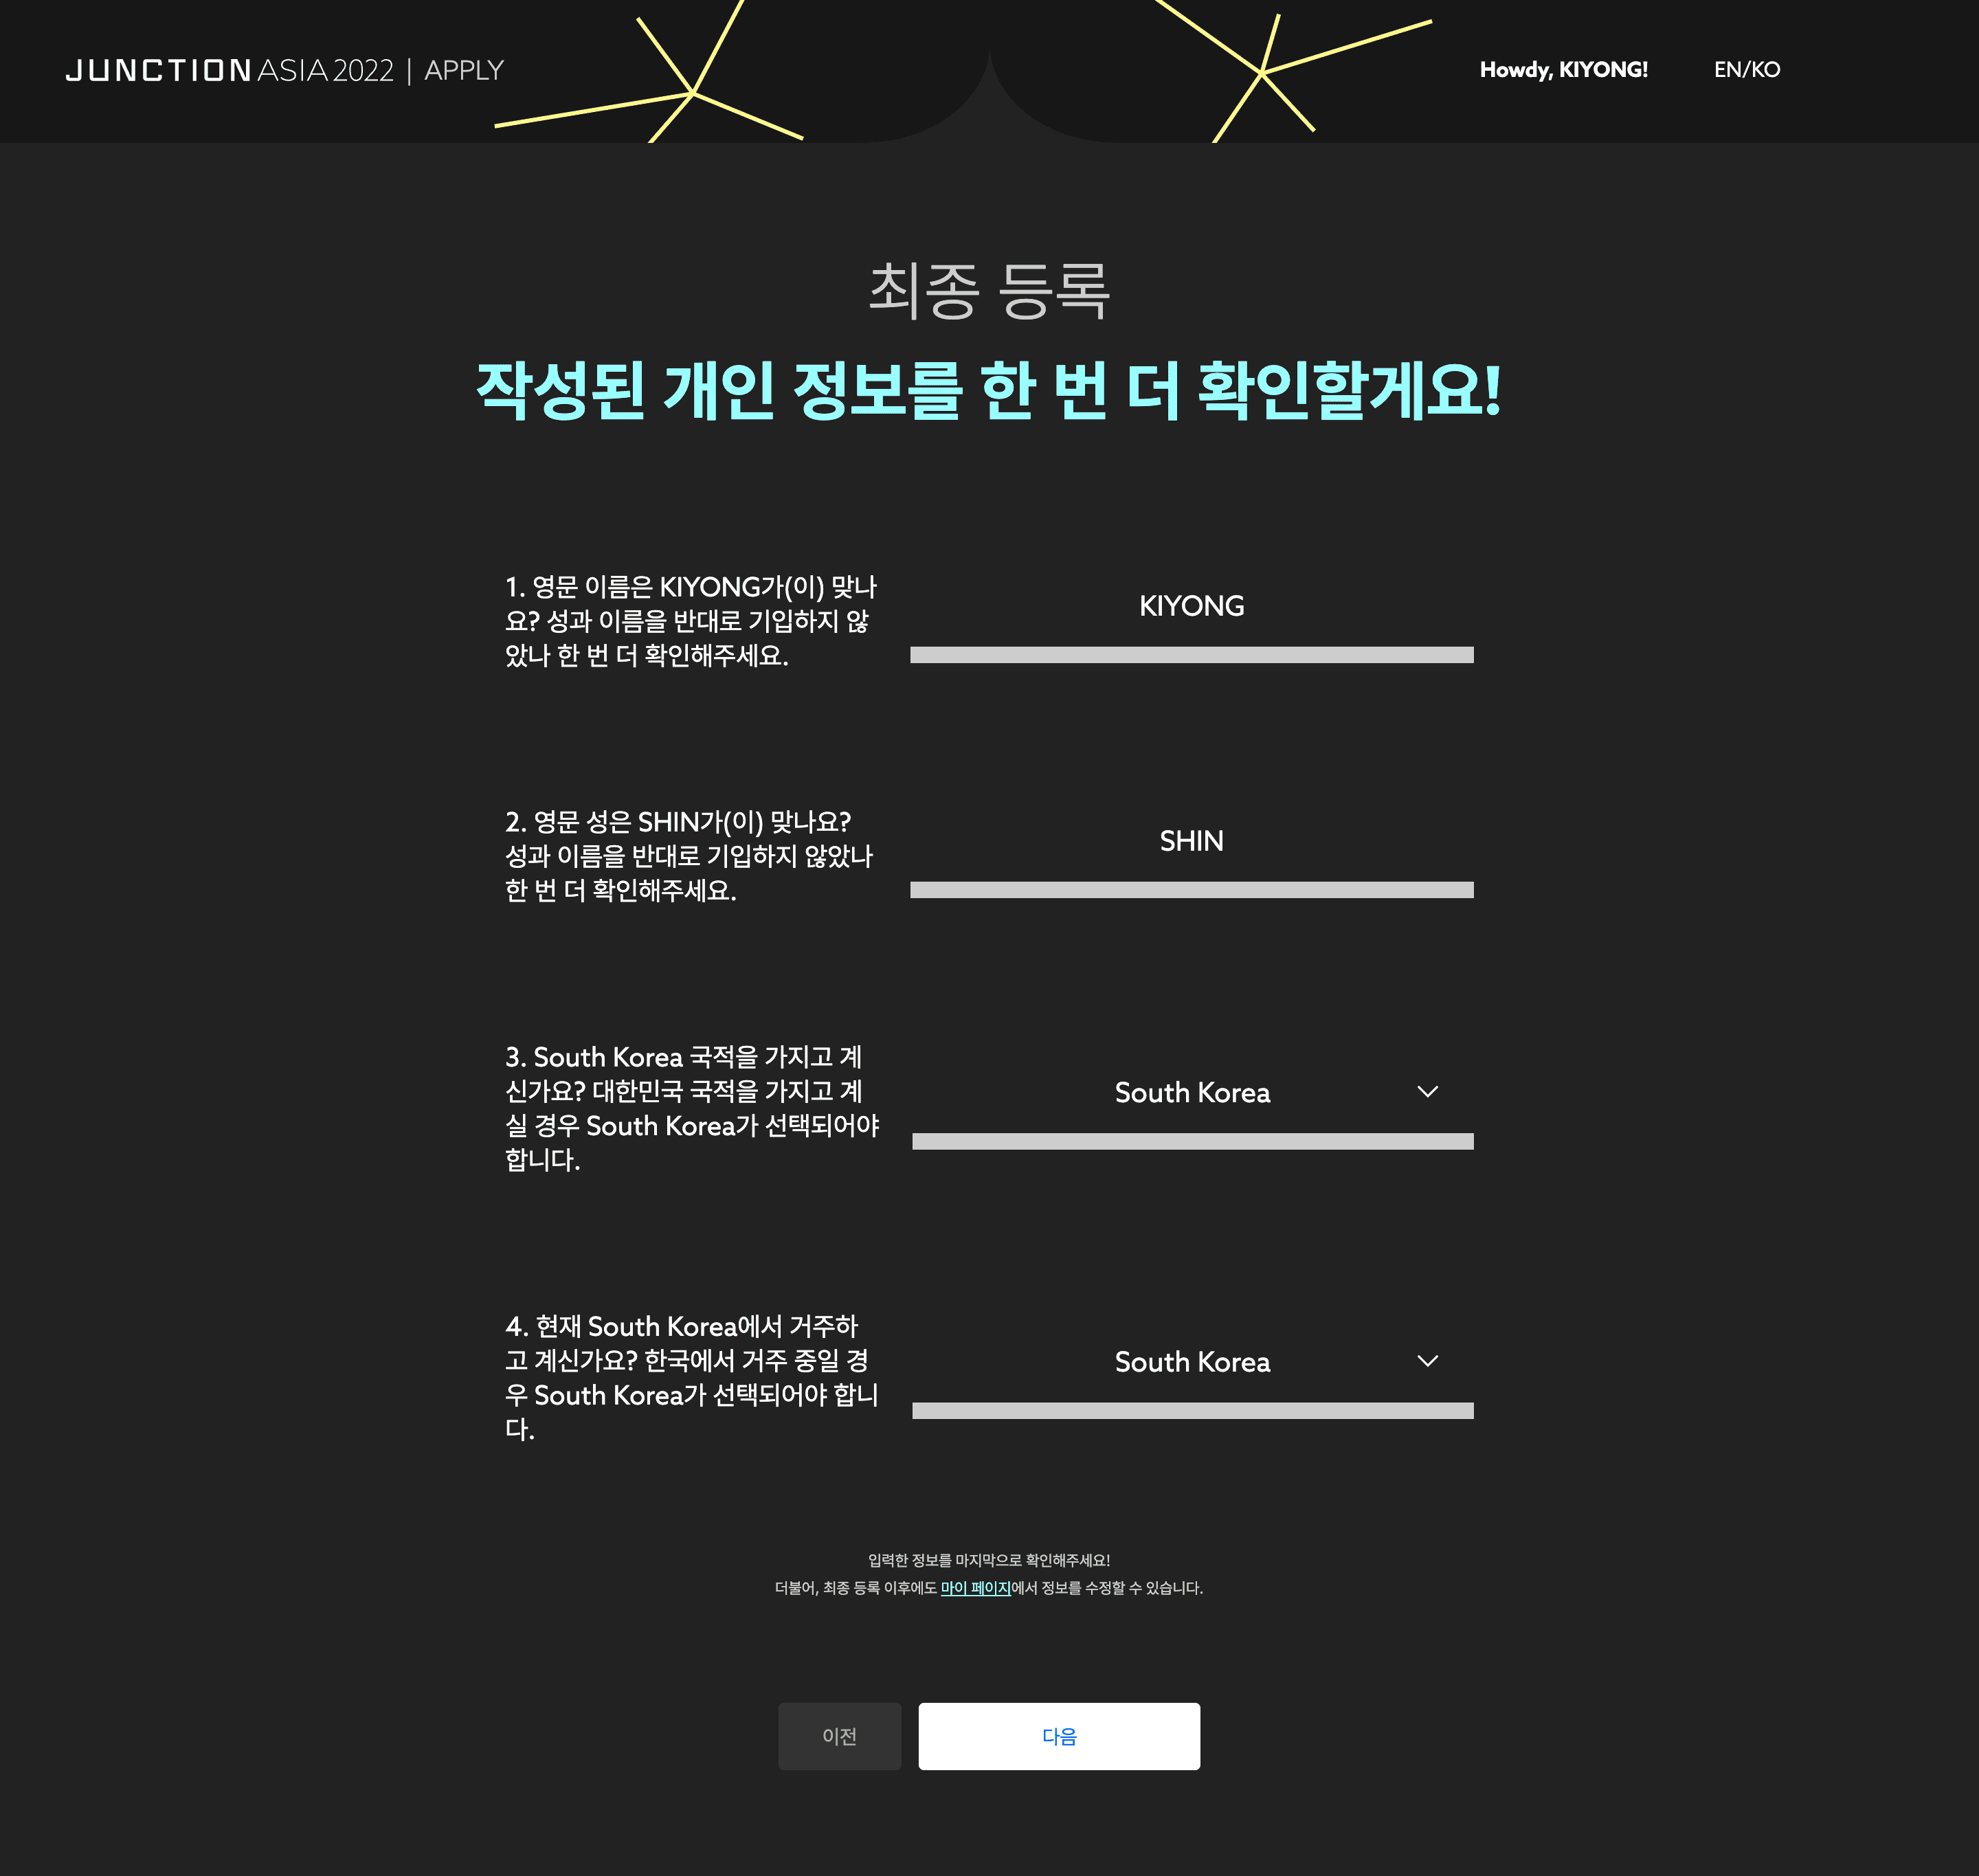 JUNCTION ASIA 2022 | APPLY
Howdy, KIYONG!
EN/KO
최종 등록
작성된 개인 정보를 한 번 더 확인할게요!
1. 영문 이름은 KIYONG가(이) 맞나
요? 성과 이름을 반대로 기입하지 않
았나 한 번 더 확인해주세요.
KIYONG
2. 영문 성은 SHIN가(이) 맞나요?
성과 이름을 반대로 기입하지 않았나
한 번 더 확인해주세요.
SHIN
3. South Korea 국적을 가지고 계
신가요? 대한민국 국적을 가지고 계
실 경우 South Korea가 선택되어야
합니다.
South Korea
4. 현재 South Korea에서 거주하
고 계신가요? 한국에서 거주 중일 경
우 South Korea가 선택되어야 합니
다.
South Korea
입력한 정보를 마지막으로 확인해주세요!
더불어, 최종 등록 이후에도 마이 페이지에서 정보를 수정할 수 있습니다.
이전
다음